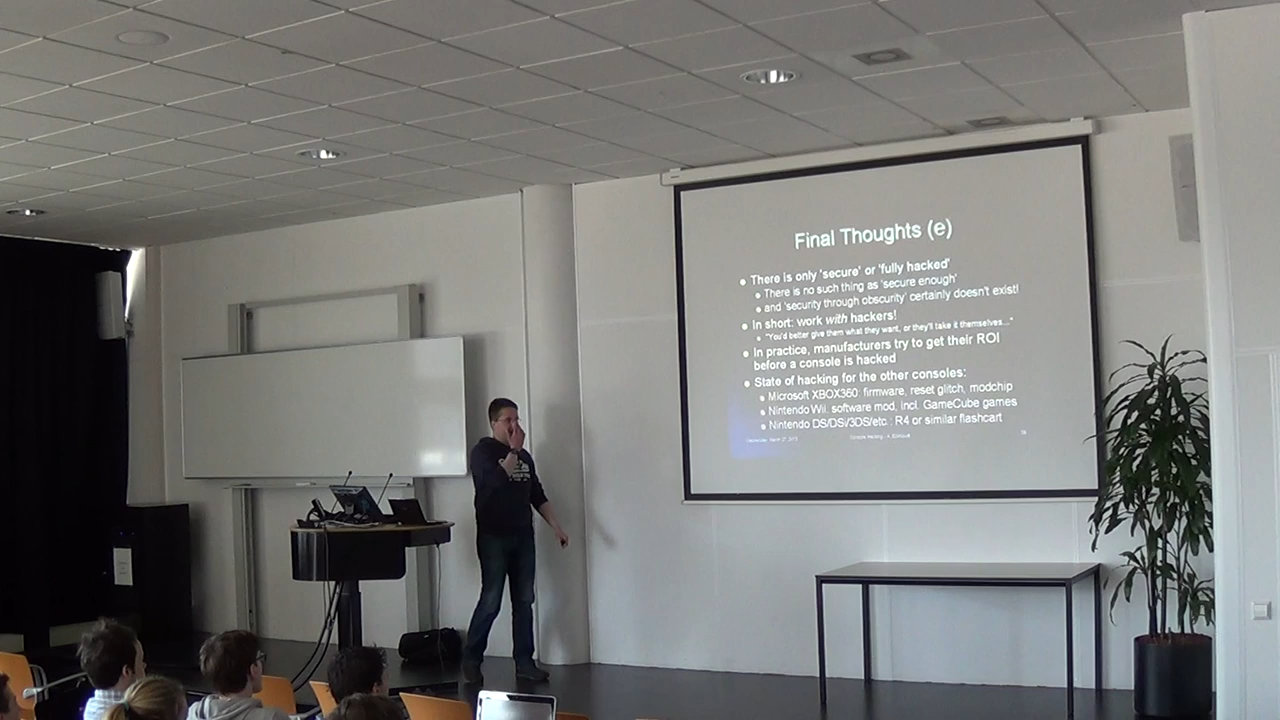 Final Thoughts (e)
There is only 'secure' or 'fully hacked'
There is no such thing as 'secure enough'
and 'security through obscurity' certainly doesn't exist!
In short: work with hackers!
"You'd better give them what they want, or they'll take it themselves..."
In practice, manufacturers try to get their ROI
before a console is hacked
State of hacking for the other consoles:
Microsoft XBOX360: firmware, reset glitch, modchip
Nintendo Wii: software mod, incl. GameCube games
Nintendo DS/DSi/3DS/etc.: R4 or similar flashcart